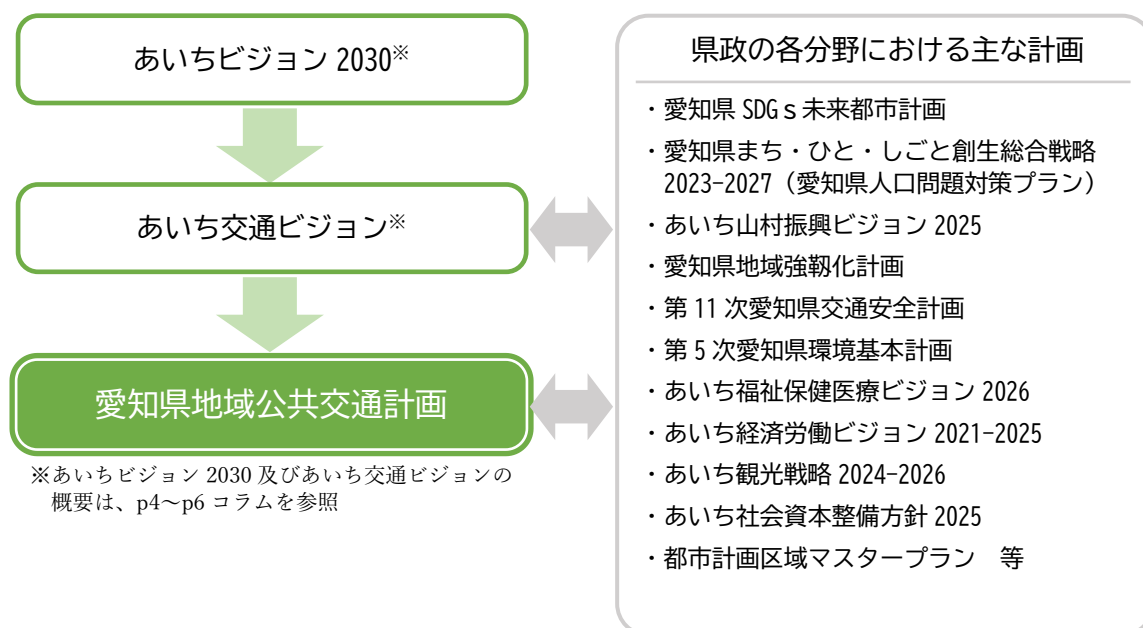 あいちビジョン 2030※
あいち交通ビジョン※
愛知県地域公共交通計画
※あいちビジョン 2030 及びあいち交通ビジョンの
概要は、p4～p6 コラムを参照
県政の各分野における主な計画
・愛知県 SDGｓ未来都市計画
・愛知県まち・ひと・しごと創生総合戦略
2023-2027（愛知県人口問題対策プラン）
・あいち山村振興ビジョン 2025
・愛知県地域強靱化計画
・第 11 次愛知県交通安全計画
・第 5 次愛知県環境基本計画
・あいち福祉保健医療ビジョン 2026
・あいち経済労働ビジョン 2021-2025
・あいち観光戦略 2024-2026
・あいち社会資本整備方針 2025
・都市計画区域マスタープラン　等